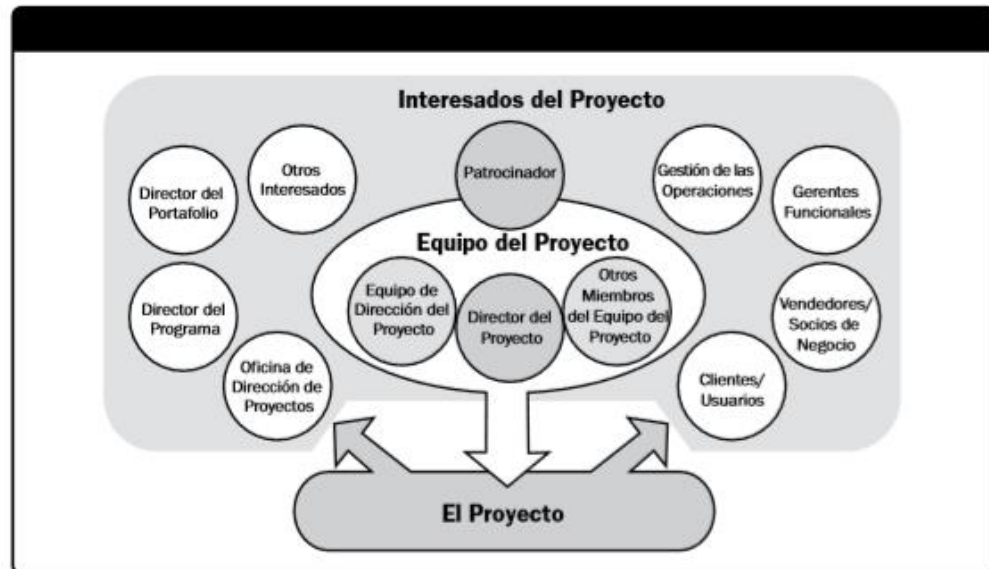 Interesados del Proyecto
Otros
Interesados
Patrocinador
Gestión de las
Operaciones
Director del
Portafolio
Gerentes
Funcionales
Equipo del Proyecto
Director del
Programa
Equipo de
Dirección del
Proyecto
Director del
Proyecto
Otros
Miembros
del Equipo del
Proyecto
Vendedores/
Socios de
Negocio
Oficina de
Dirección de
Proyectos
Clientes/
Usuarios
El Proyecto